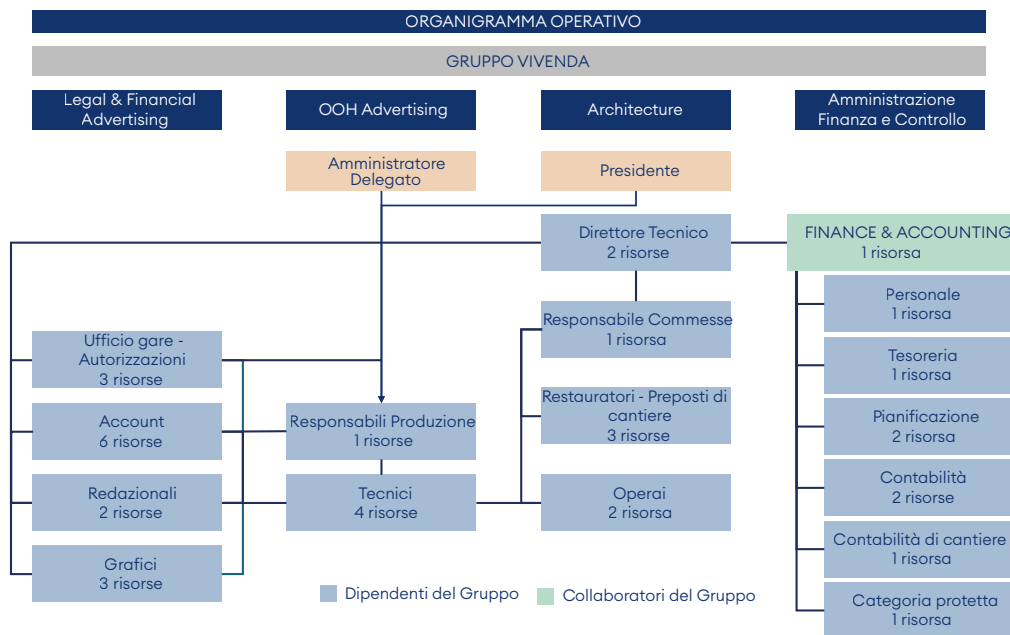 ORGANIGRAMMA OPERATIVO
GRUPPO VIVENDA
Legal & Financial
Advertising
OOH Advertising
Architecture
Amministrazione
Finanza e Controllo
Amministratore
Delegato
Presidente
Direttore Tecnico
2 risorse
FINANCE & ACCOUNTING
1 risorsa
Personale
1 risorsa
Responsabile Commesse
1 risorsa
Ufficio gare -
Autorizzazioni
3 risorse
Tesoreria
1 risorsa
Account
6 risorse
Responsabili Produzione
1 risorse
Restauratori - Preposti di
cantiere
3 risorse
Pianificazione
2 risorsa
Redazionali
2 risorse
Tecnici
4 risorse
Operai
2 risorsa
Contabilità
2 risorse
Grafici
3 risorse
Contabilità di cantiere
1 risorsa
Categoria protetta
1 risorsa
Dipendenti del Gruppo
Collaboratori del Gruppo